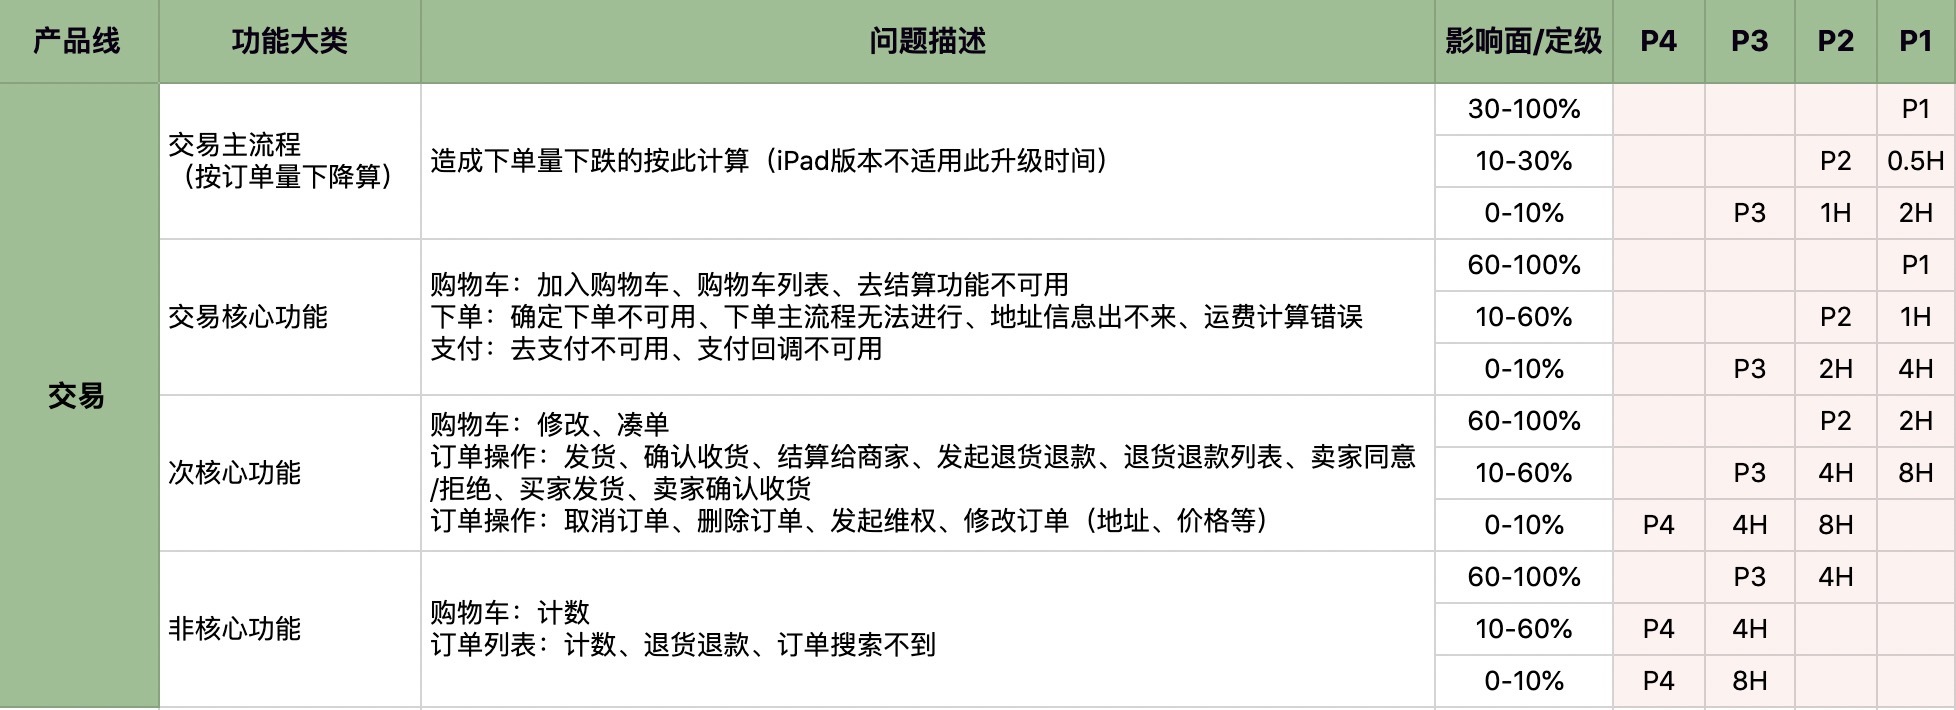 产品线 功能大类 问题描述 影响面/定级 P4 P3 P2 P1
交易
交易主流程
（按订单量下降算）
造成下单量下跌的按此计算（iPad版本不适用此升级时间）
30-100% P1
10-30% P2 0.5H
0-10% P3 1H 2H
交易核心功能
购物车：加入购物车、购物车列表、去结算功能不可用
下单：确定下单不可用、下单主流程无法进行、地址信息出不来、运费计算错误
支付：去支付不可用、支付回调不可用
60-100% P1
10-60% P2 1H
0-10% P3 2H 4H
次核心功能
购物车：修改、凑单
订单操作：发货、确认收货、结算给商家、发起退货退款、退货退款列表、卖家同意
/拒绝、买家发货、卖家确认收货
订单操作：取消订单、删除订单、发起维权、修改订单（地址、价格等）
60-100% P2 2H
10-60% P3 4H 8H
0-10% P4 4H 8H
非核心功能
购物车：计数
订单列表：计数、退货退款、订单搜索不到
60-100% P3 4H
10-60% P4 4H
0-10% P4 8H